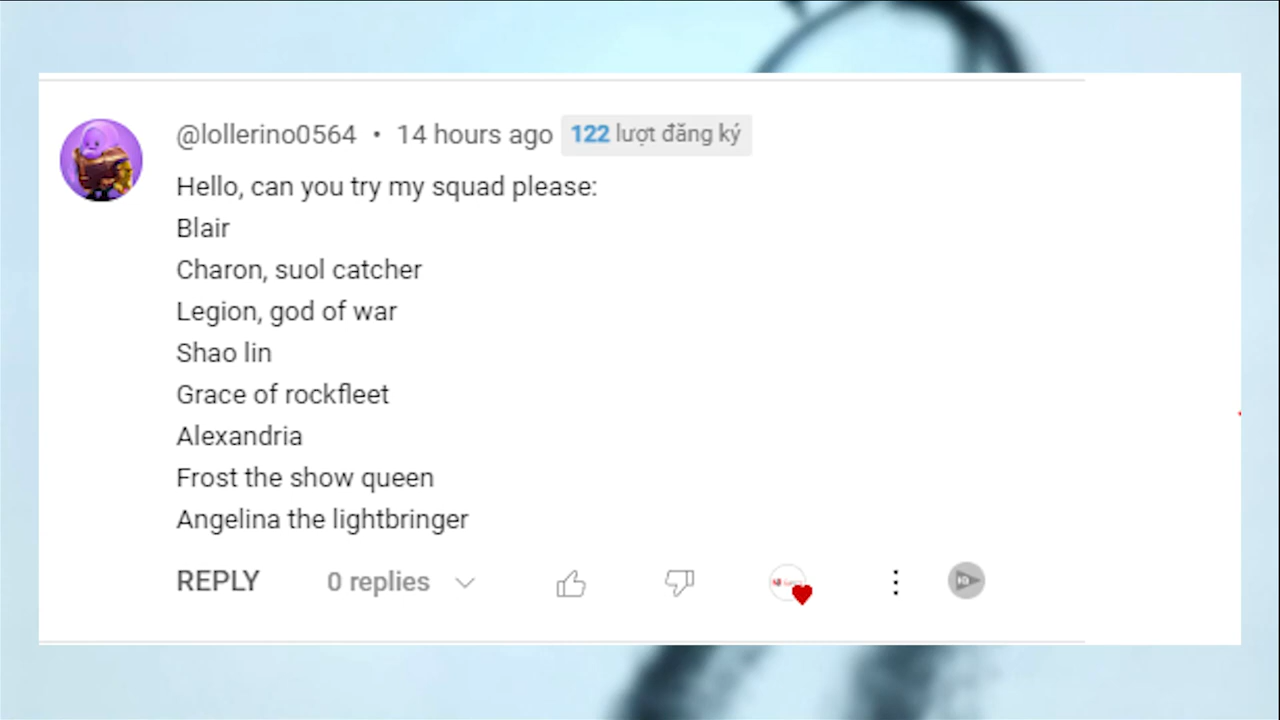 @lollerino0564 • 14 hours ago 122 lượt đăng ký
Hello, can you try my squad please:
Blair
Charon, suol catcher
Legion, god of war
Shao lin
Grace of rockfleet
Alexandria
Frost the show queen
Angelina the lightbringer
REPLY 0 replies